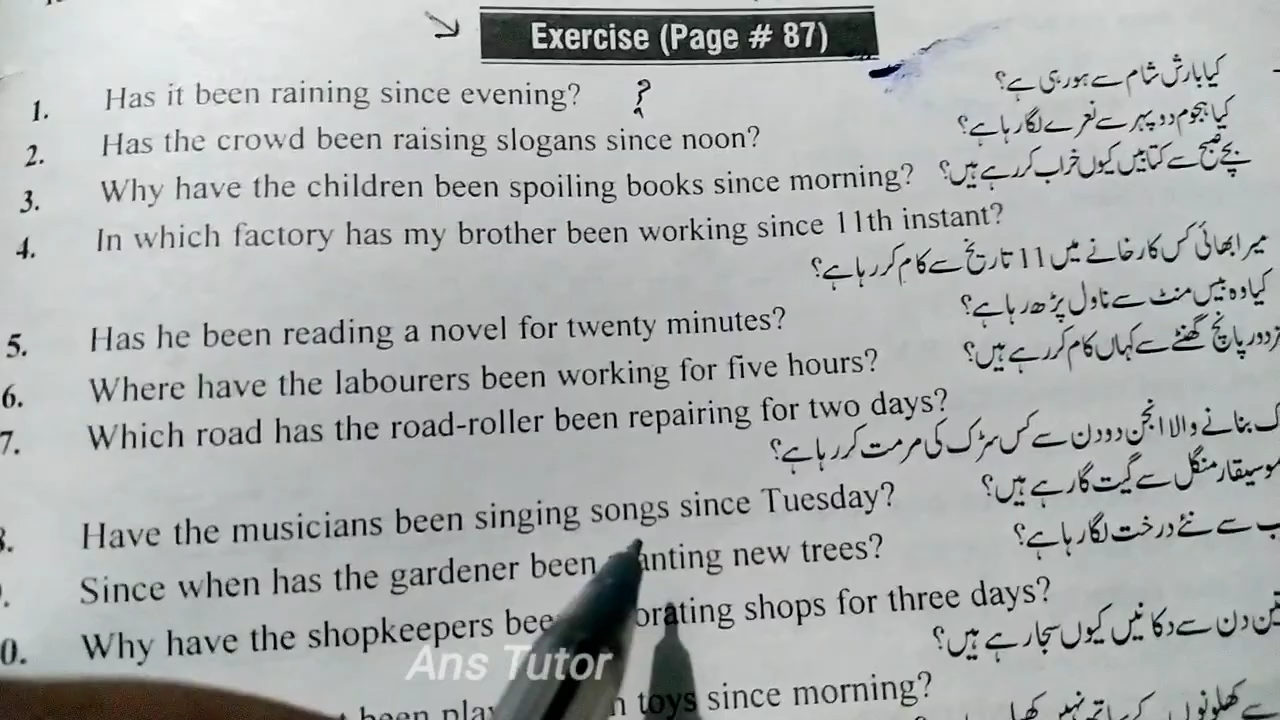 Exercise (Page # 87)
1. Has it been raining since evening? ?
کیا بارش شام سے ہو رہی ہے؟
2. Has the crowd been raising slogans since noon?
کیا ہجوم دوپہر سے نعرے لگا رہا ہے؟
3. Why have the children been spoiling books since morning?
بچے صبح سے کتابیں کیوں خراب کر رہے ہیں؟
4. In which factory has my brother been working since 11th instant?
میرا بھائی کس کارخانے میں 11 تاریخ سے کام کر رہا ہے؟
5. Has he been reading a novel for twenty minutes?
کیا وہ بیس منٹ سے ناول پڑھ رہا ہے؟
6. Where have the labourers been working for five hours?
پانچ گھنٹے سے کہاں کام کر رہے ہیں؟
7. Which road has the road-roller been repairing for two days?
بنانے والا انجن دو دن سے کس سڑک کی مرمت کر رہا ہے؟
Have the musicians been singing songs since Tuesday?
موسیقار منگل سے گیت گا رہے ہیں؟
Since when has the gardener been new trees?
سے نئے درخت لگا رہا ہے؟
0. Why have the shopkeepers shops for three days?
دن سے دکانیں کیوں سجا رہے ہیں؟
Ans Tutor
been toys since morning?